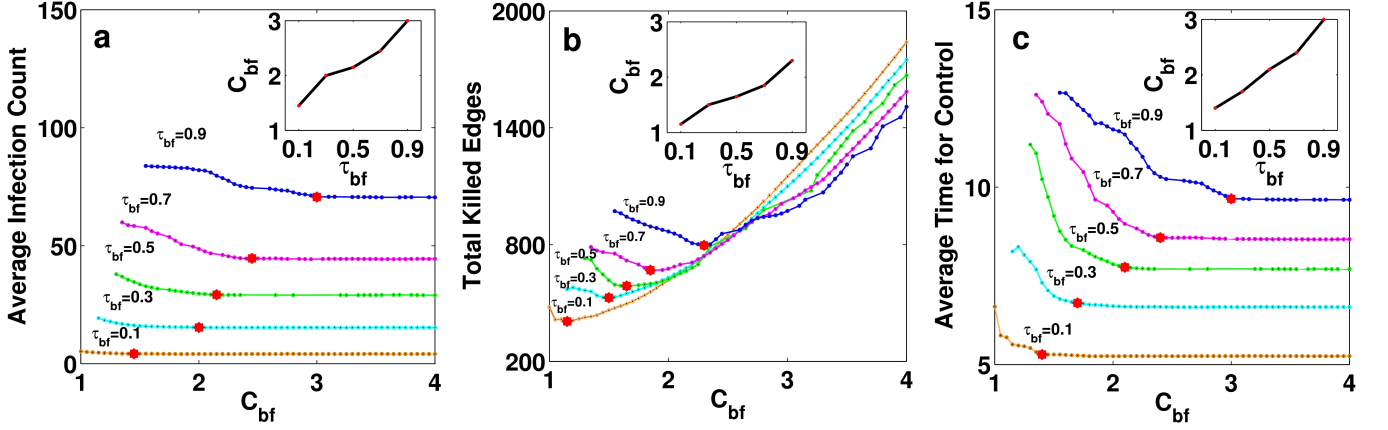 a
Average Infection Count
150
100
50
0
1
2
3
4
C_bf
τ_bf=0.9
τ_bf=0.7
τ_bf=0.5
τ_bf=0.3
τ_bf=0.1
C_bf
3
2
1
0.1
0.5
0.9
τ_bf
b
Total Killed Edges
2000
1400
800
200
1
2
3
4
C_bf
τ_bf=0.9
τ_bf=0.7
τ_bf=0.5
τ_bf=0.3
τ_bf=0.1
C_bf
3
2
1
0.1
0.5
0.9
τ_bf
c
Average Time for Control
15
10
5
1
2
3
4
C_bf
τ_bf=0.9
τ_bf=0.7
τ_bf=0.5
τ_bf=0.3
τ_bf=0.1
C_bf
3
2
1
0.1
0.5
0.9
τ_bf